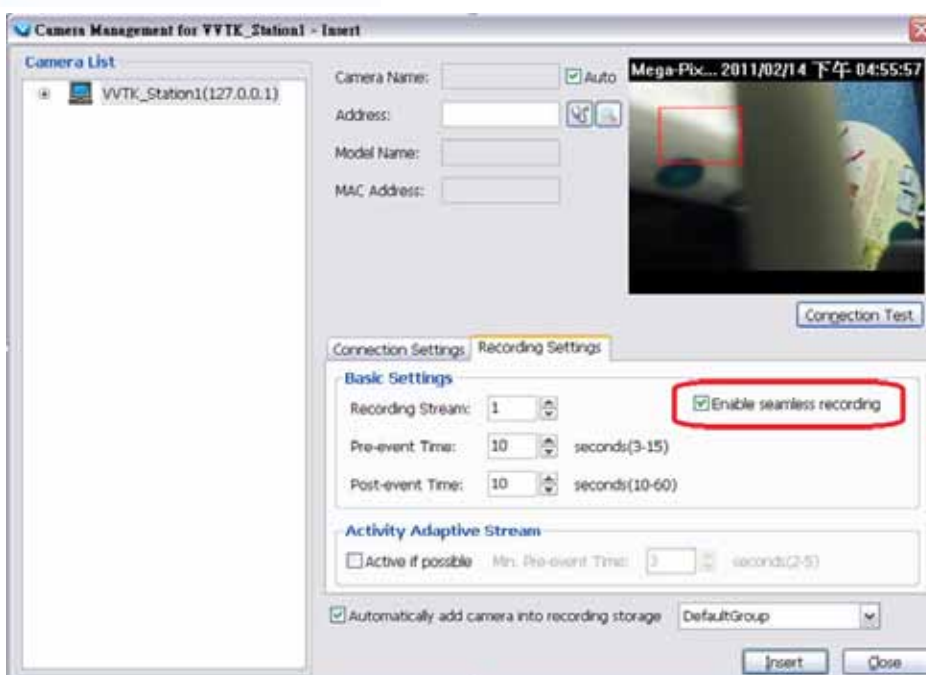 Camera Management for VVTK_Station1 - Insert
Camera List
VVTK_Station1(127.0.0.1)
Camera Name:
Auto
Address:
Model Name:
MAC Address:
Mega-Pix... 2011/02/14 下午 04:55:57
Connection Test
Connection Settings
Recording Settings
Basic Settings
Recording Stream: 1
Enable seamless recording
Pre-event Time: 10 seconds(3-15)
Post-event Time: 10 seconds(10-60)
Activity Adaptive Stream
Active if possible Min. Pre-event Time: 3 seconds(2-5)
Automatically add camera into recording storage DefaultGroup
Insert Close